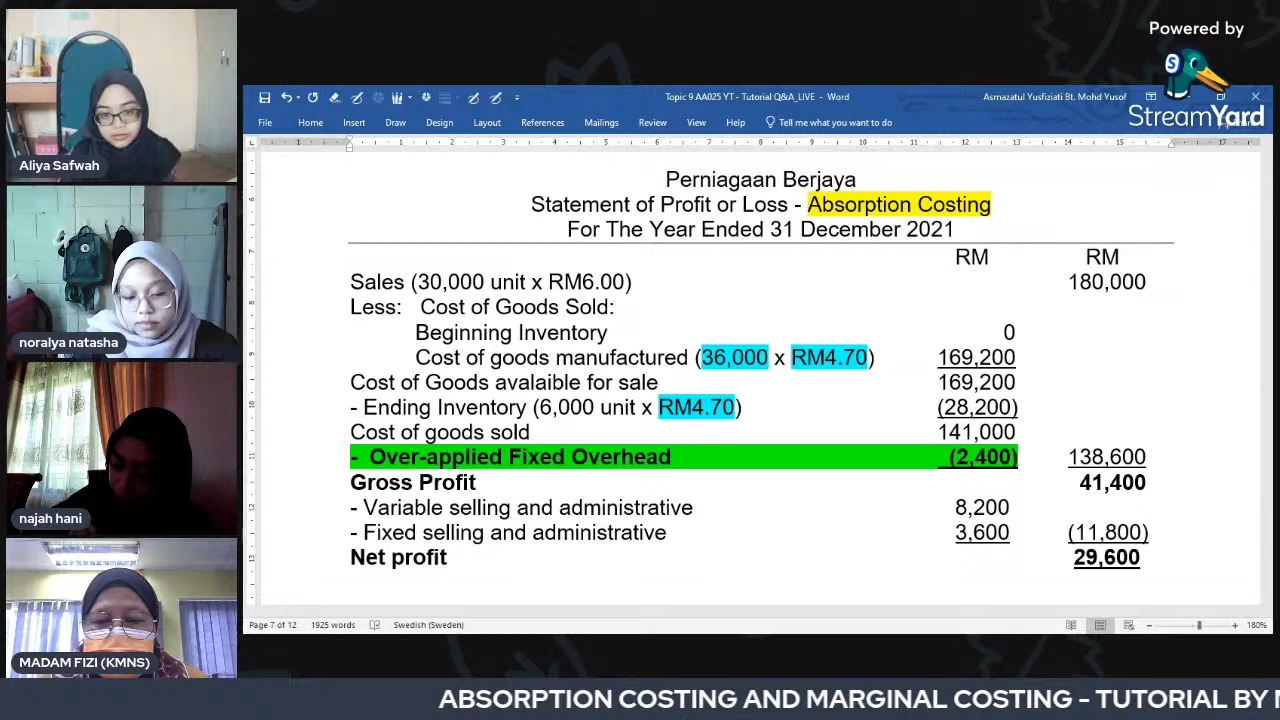 Powered by
StreamYard
Aliya Safwah
noralya natasha
najah hani
MADAM FIZI (KMNS)
Topic 9 AA025 YT - Tutorial Q&A_LIVE - Word
Asmazatul Yusfiziati Bt. Mohd Yusof
File Home Insert Draw Design Layout References Mailings Review View Help Tell me what you want to do
Perniagaan Berjaya
Statement of Profit or Loss - Absorption Costing
For The Year Ended 31 December 2021
RM RM
Sales (30,000 unit x RM6.00) 180,000
Less: Cost of Goods Sold:
Beginning Inventory 0
Cost of goods manufactured (36,000 x RM4.70) 169,200
Cost of Goods avalaible for sale 169,200
- Ending Inventory (6,000 unit x RM4.70) (28,200)
Cost of goods sold 141,000
- Over-applied Fixed Overhead (2,400) 138,600
Gross Profit 41,400
- Variable selling and administrative 8,200
- Fixed selling and administrative 3,600 (11,800)
Net profit 29,600
Page 7 of 12 1925 words Swedish (Sweden) 180%
ABSORPTION COSTING AND MARGINAL COSTING - TUTORIAL BY